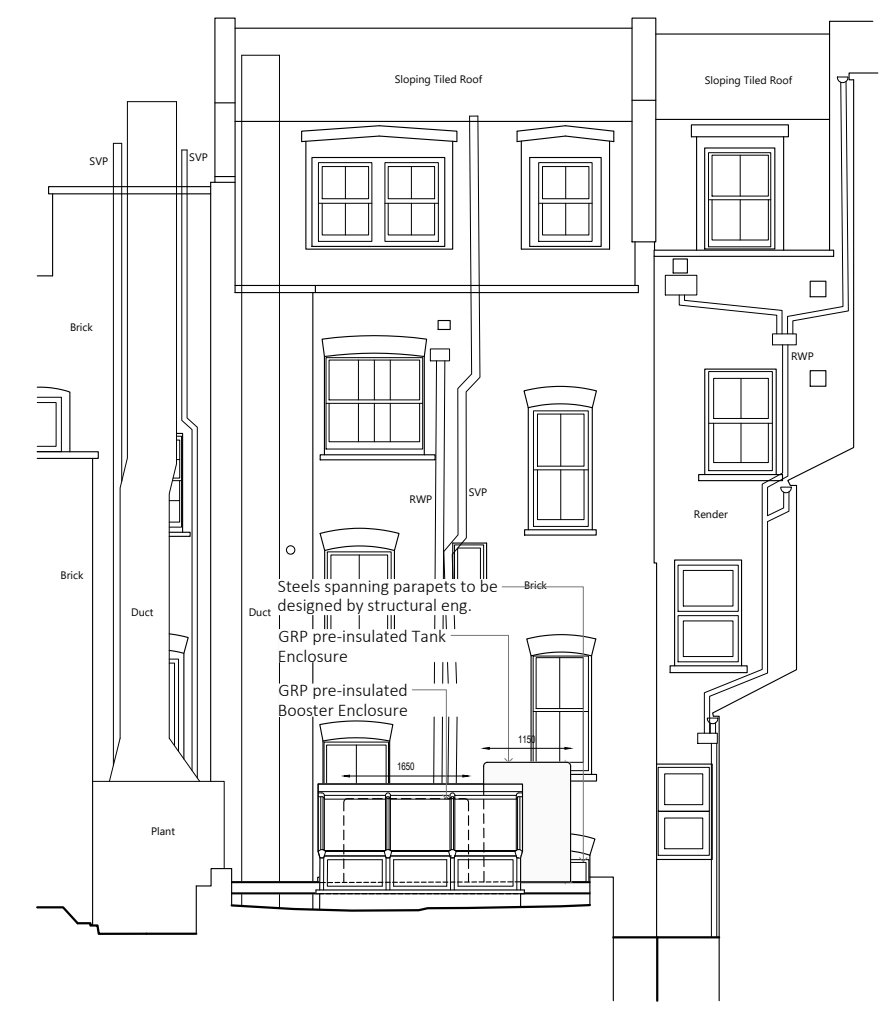 Sloping Tiled Roof
Sloping Tiled Roof
SVP
SVP
Brick
RWP
RWP
SVP
Render
Brick
Steels spanning parapets to be
designed by structural eng.
Brick
Duct
Duct
GRP pre-insulated Tank
Enclosure
GRP pre-insulated
Booster Enclosure
1150
1650
Plant